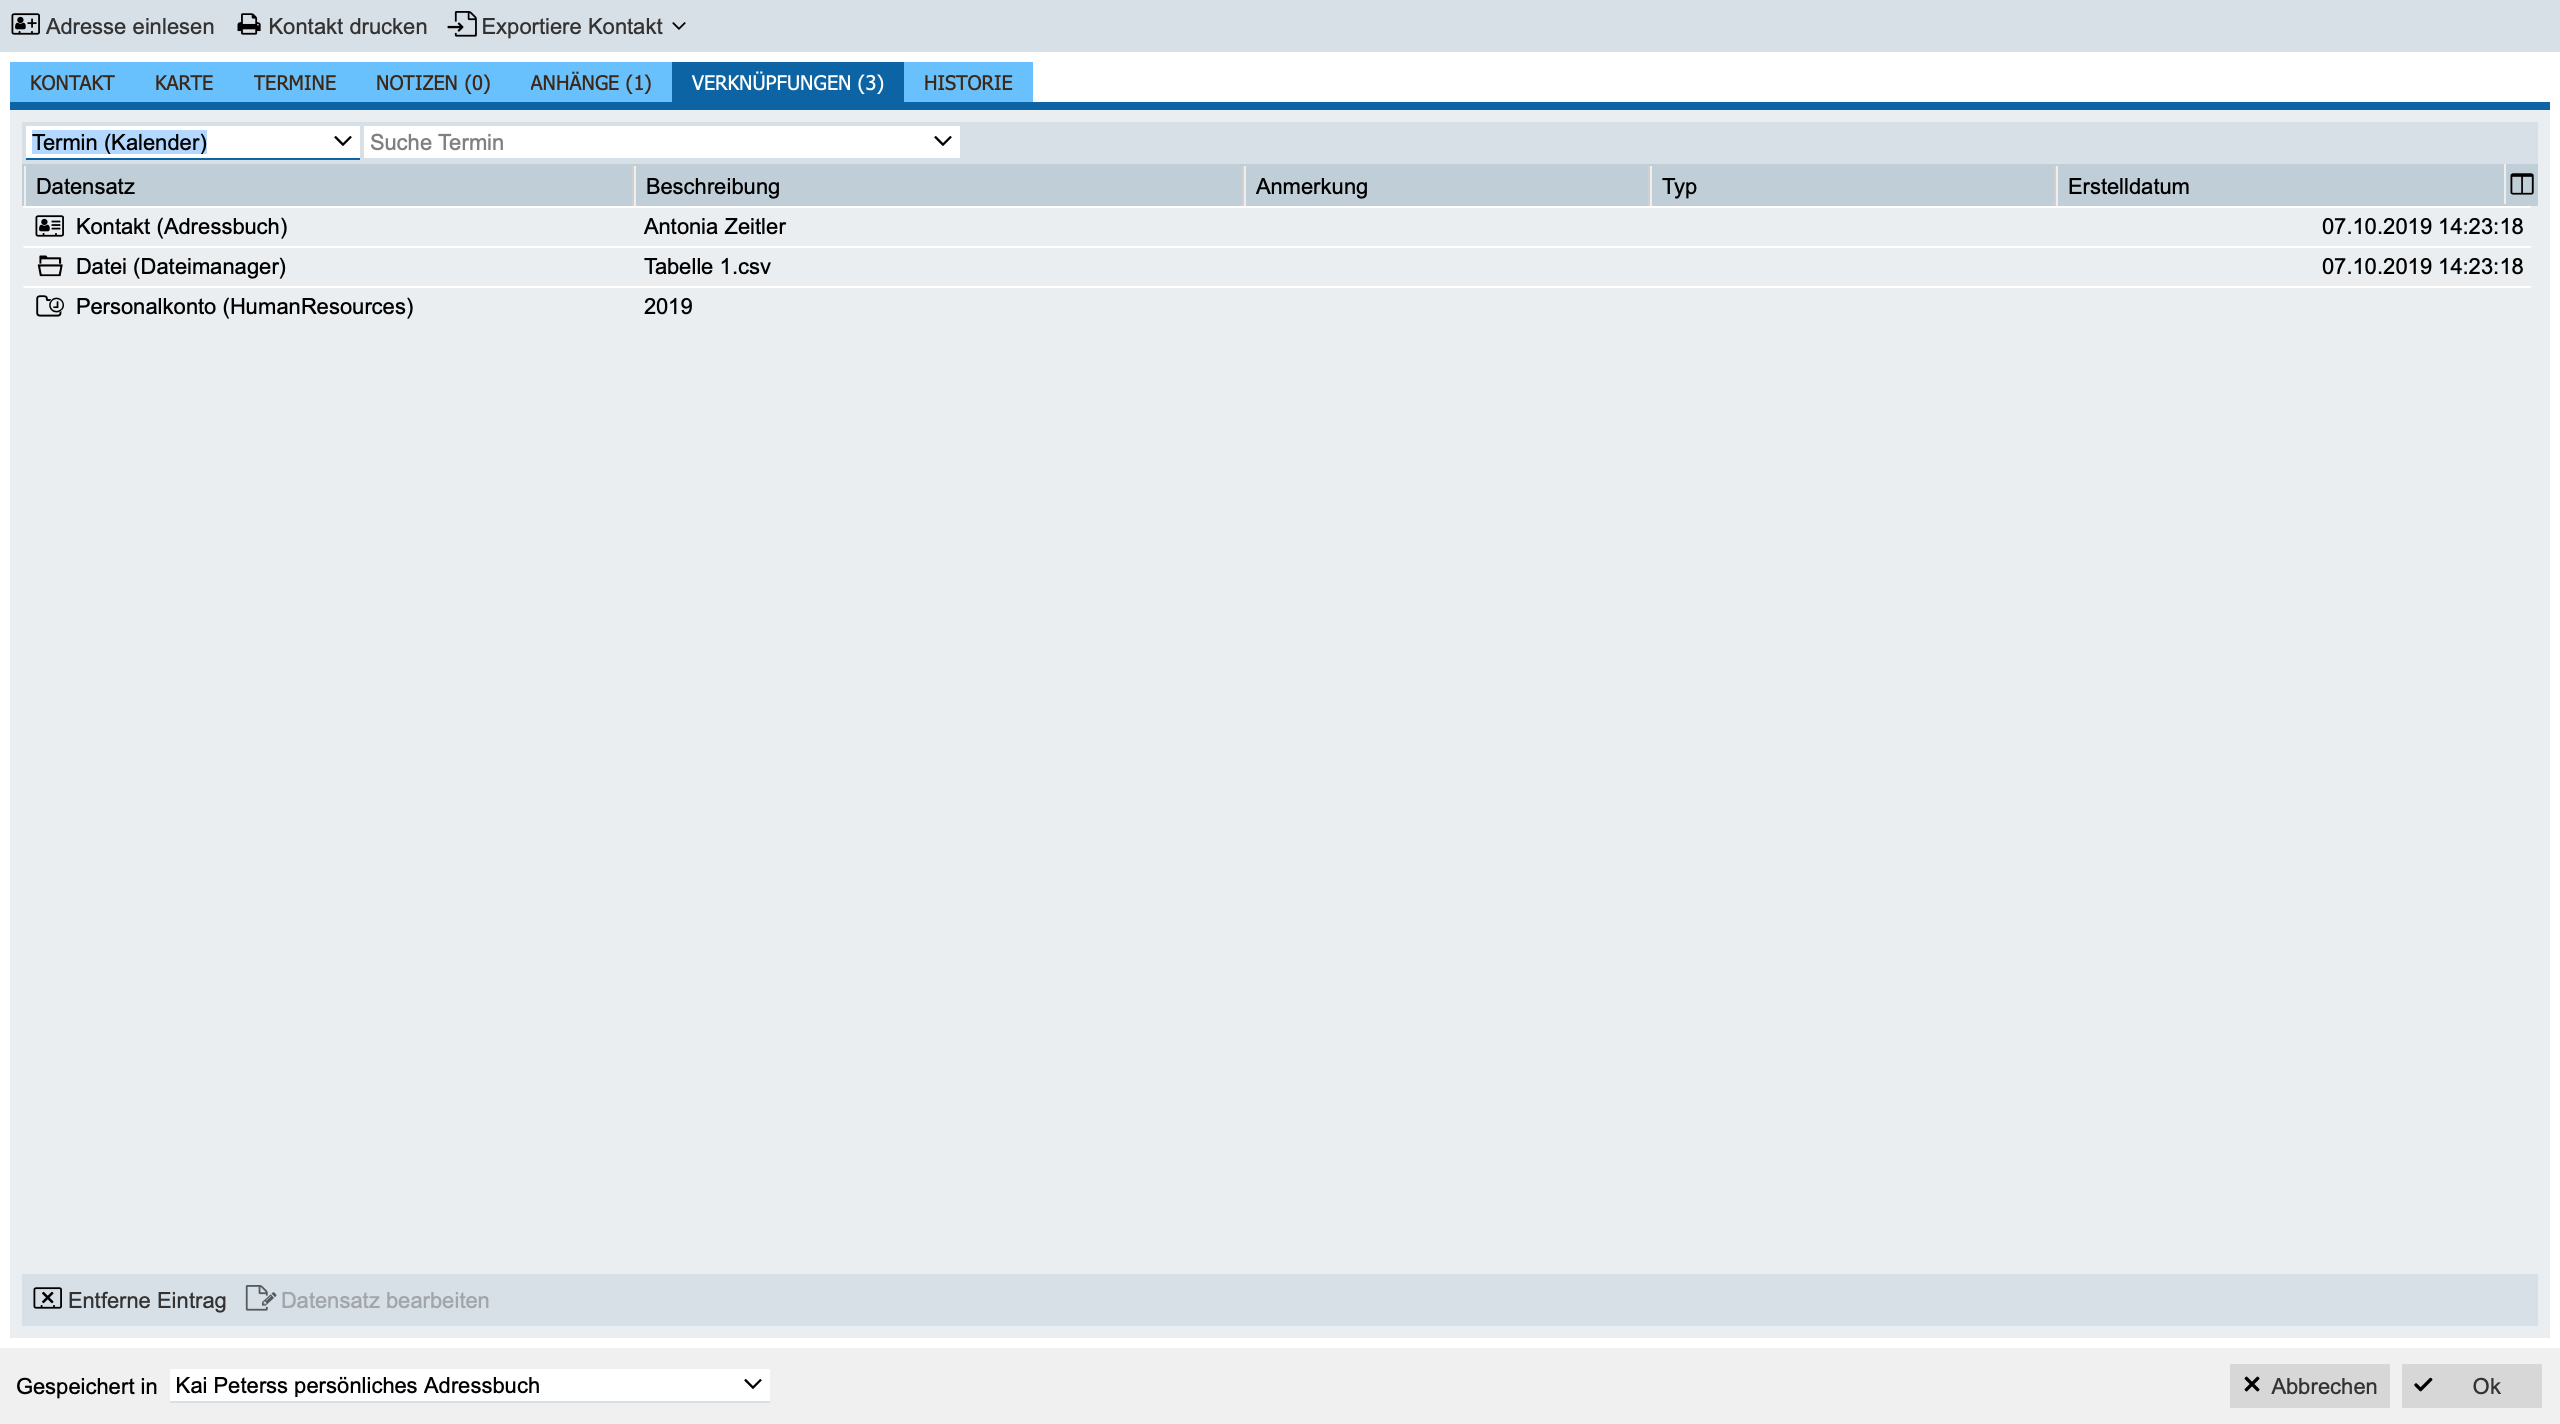 Adresse einlesen Kontakt drucken Exportiere Kontakt
KONTAKT KARTE TERMINE NOTIZEN (0) ANHÄNGE (1) VERKNÜPFUNGEN (3) HISTORIE
Termin (Kalender) Suche Termin
Datensatz Beschreibung Anmerkung Typ Erstelldatum
Kontakt (Adressbuch) Antonia Zeitler 07.10.2019 14:23:18
Datei (Dateimanager) Tabelle 1.csv 07.10.2019 14:23:18
Personalkonto (HumanResources) 2019
Entferne Eintrag Datensatz bearbeiten
Gespeichert in Kai Peterss persönliches Adressbuch Abbrechen Ok